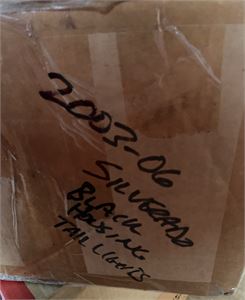 2003-06
SILVERADO
BLACK
HOUSING
TAIL LIGHTS